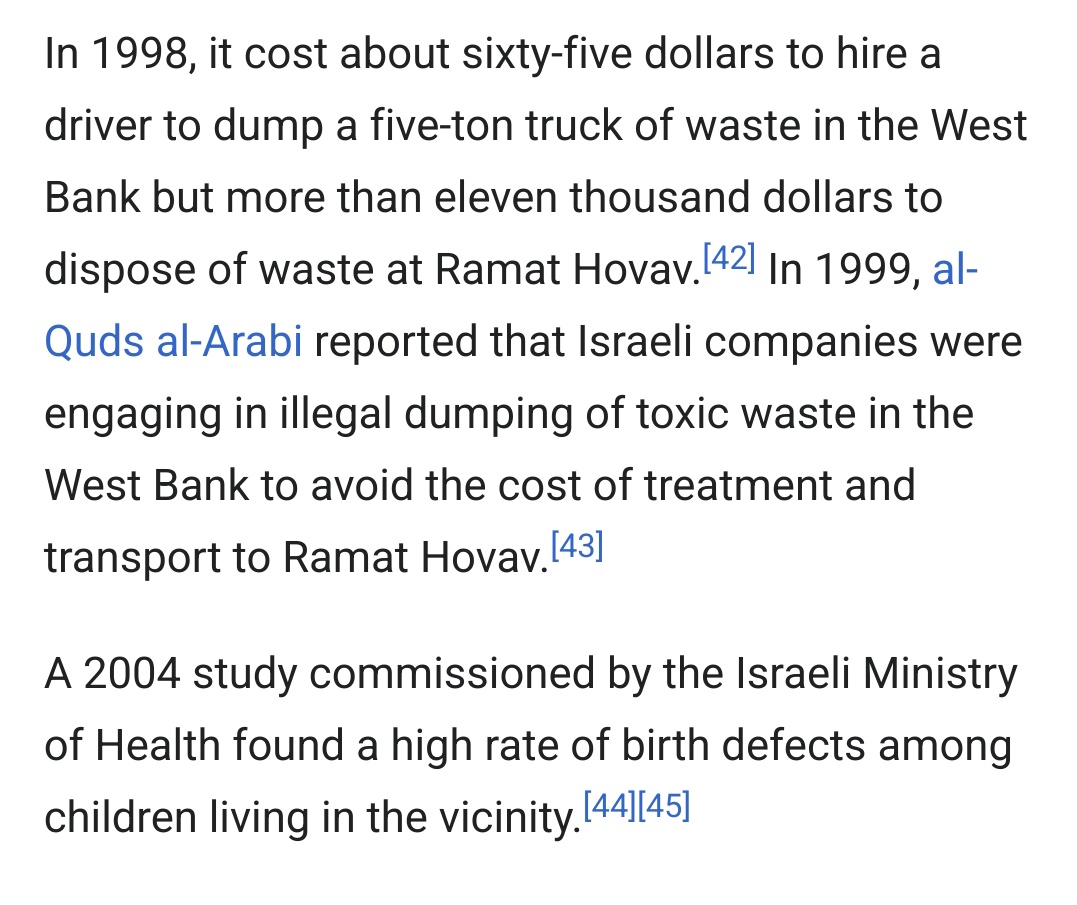 In 1998, it cost about sixty-five dollars to hire a
driver to dump a five-ton truck of waste in the West
Bank but more than eleven thousand dollars to
dispose of waste at Ramat Hovav.[42] In 1999, al-
Quds al-Arabi reported that Israeli companies were
engaging in illegal dumping of toxic waste in the
West Bank to avoid the cost of treatment and
transport to Ramat Hovav.[43]
A 2004 study commissioned by the Israeli Ministry
of Health found a high rate of birth defects among
children living in the vicinity.[44][45]